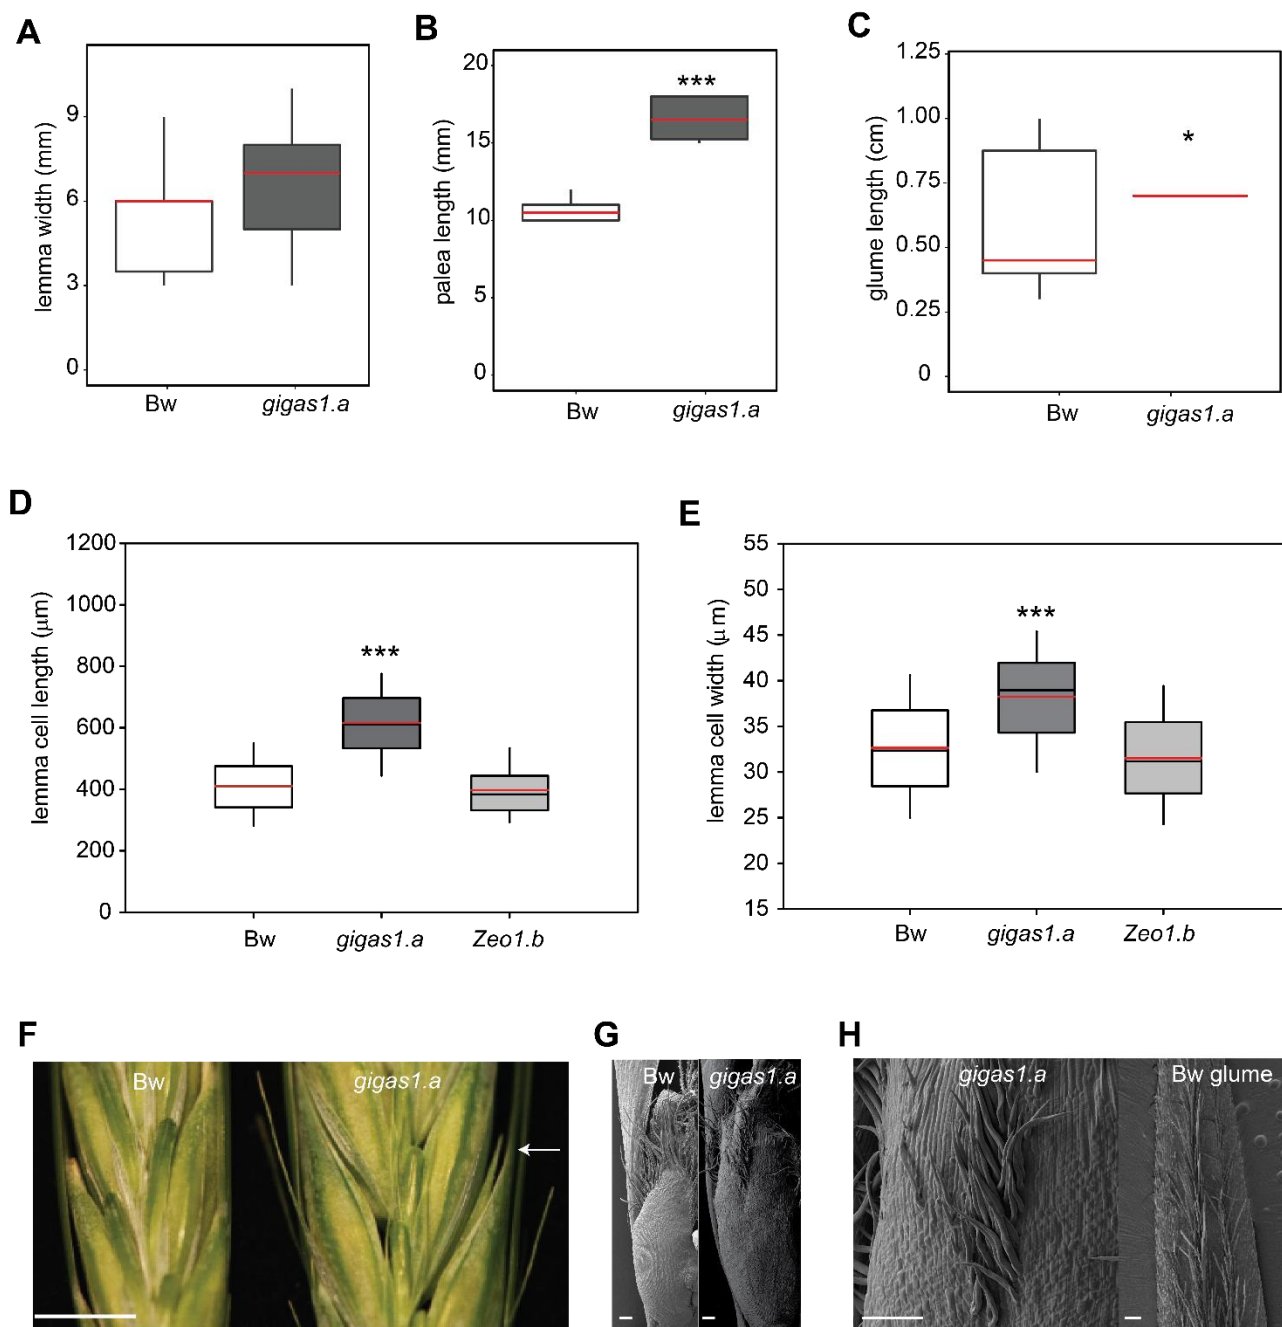 A
lemma width (mm)
9
6
3
0
Bw
gigas1.a
B
palea length (mm)
20
15
10
5
0
***
Bw
gigas1.a
C
glume length (cm)
1.25
1.00
0.75
0.50
0.25
0
*
Bw
gigas1.a
D
lemma cell length (μm)
1200
1000
800
600
400
200
0
***
Bw
gigas1.a
Zeo1.b
E
lemma cell width (μm)
55
50
45
40
35
30
25
20
15
***
Bw
gigas1.a
Zeo1.b
F
Bw
gigas1.a
G
Bw
gigas1.a
H
gigas1.a
Bw glume